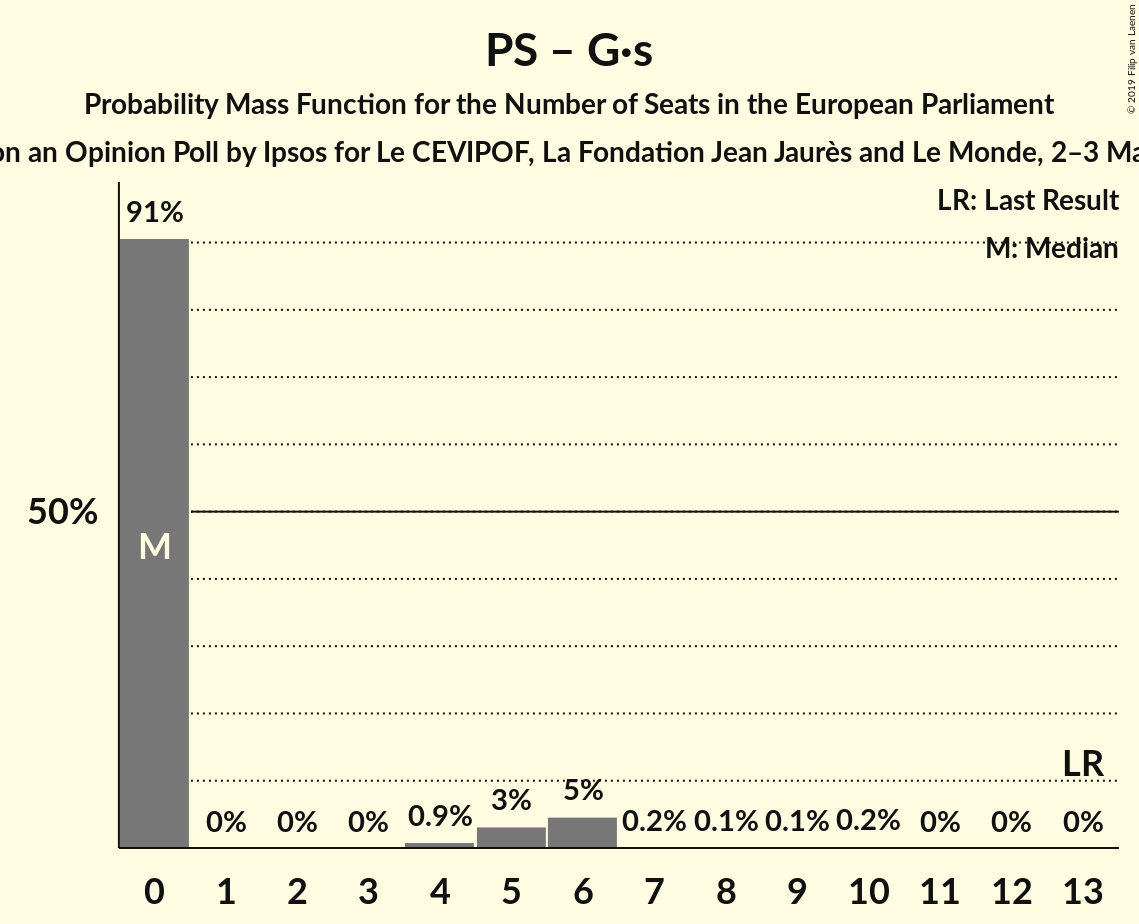 PS – G·s
Probability Mass Function for the Number of Seats in the European Parliament
on an Opinion Poll by Ipsos for Le CEVIPOF, La Fondation Jean Jaurès and Le Monde, 2–3 Ma
© 2019 Filip van Laenen
LR: Last Result
M: Median
91%
50%
M
LR
0% 0% 0% 0.9% 3% 5% 0.2% 0.1% 0.1% 0.2% 0% 0% 0%
0 1 2 3 4 5 6 7 8 9 10 11 12 13